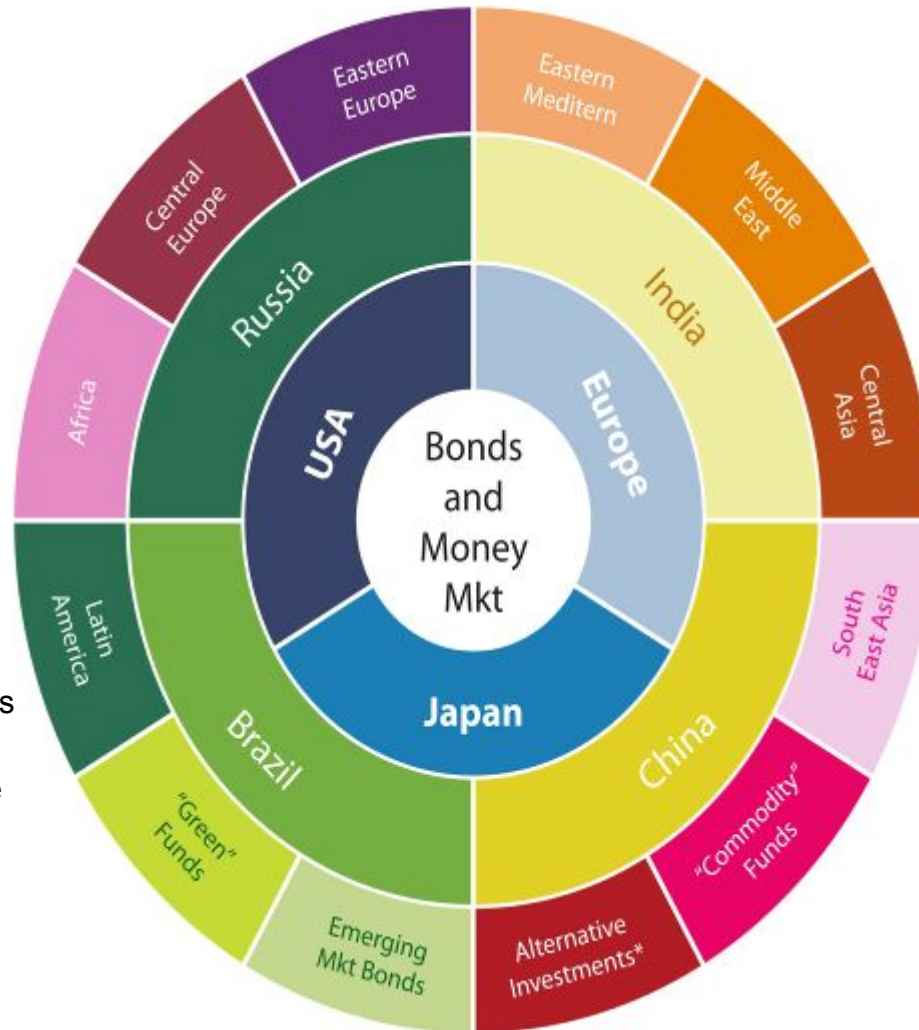 Eastern
Europe
Eastern
Meditern
Central
Europe
Middle
East
Russia
India
Africa
Central
Asia
USA
Europe
Bonds
and
Money
Mkt
Latin
America
South
East Asia
s
e
Japan
Brazil
China
"Green"
Funds
"Commodity"
Funds
Emerging
Mkt Bonds
Alternative
Investments*